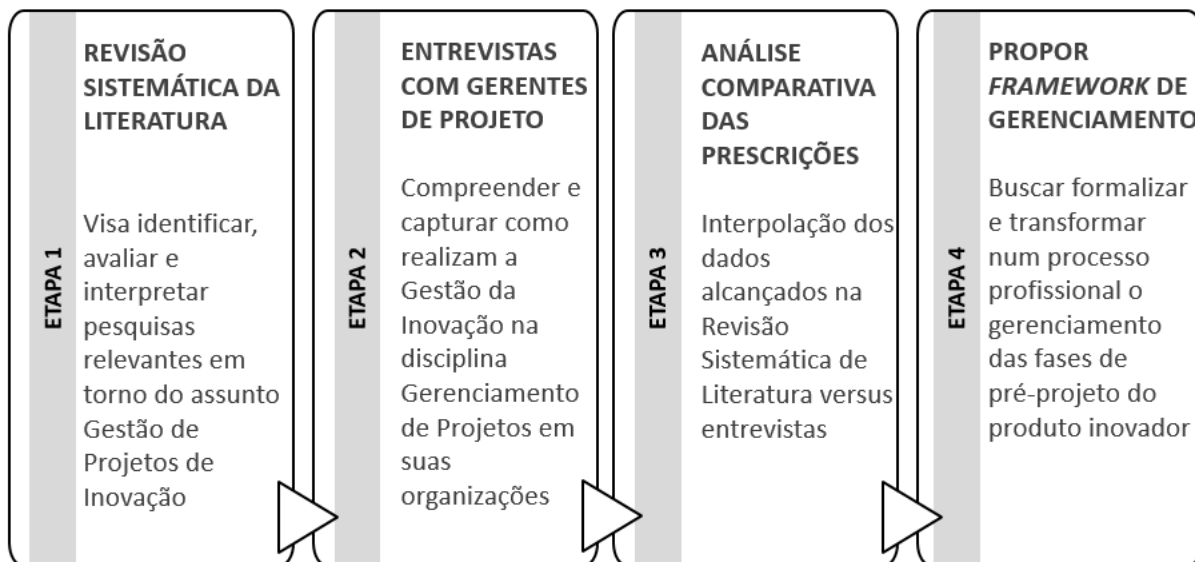 ETAPA 1
REVISÃO
SISTEMÁTICA DA
LITERATURA
Visa identificar,
avaliar e
interpretar
pesquisas
relevantes em
torno do assunto
Gestão de
Projetos de
Inovação
ETAPA 2
ENTREVISTAS
COM GERENTES
DE PROJETO
Compreender e
capturar como
realizam a
Gestão da
Inovação na
disciplina
Gerenciamento
de Projetos em
suas
organizações
ETAPA 3
ANÁLISE
COMPARATIVA
DAS
PRESCRIÇÕES
Interpolação dos
dados
alcançados na
Revisão
Sistemática de
Literatura versus
entrevistas
ETAPA 4
PROPOR
FRAMEWORK DE
GERENCIAMENTO
Buscar formalizar
e transformar
num processo
profissional o
gerenciamento
das fases de
pré-projeto do
produto inovador